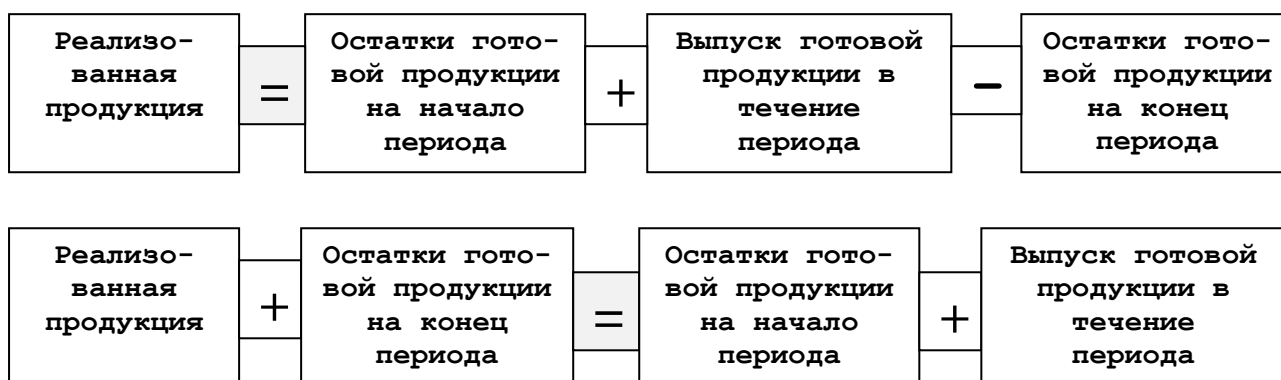 Реализо-
ванная
продукция
=
Остатки гото-
вой продукции
на начало
периода
+
Выпуск готовой
продукции в
течение
периода
-
Остатки гото-
вой продукции
на конец
периода
Реализо-
ванная
продукция
+
Остатки гото-
вой продукции
на конец
периода
=
Остатки гото-
вой продукции
на начало
периода
+
Выпуск готовой
продукции в
течение
периода